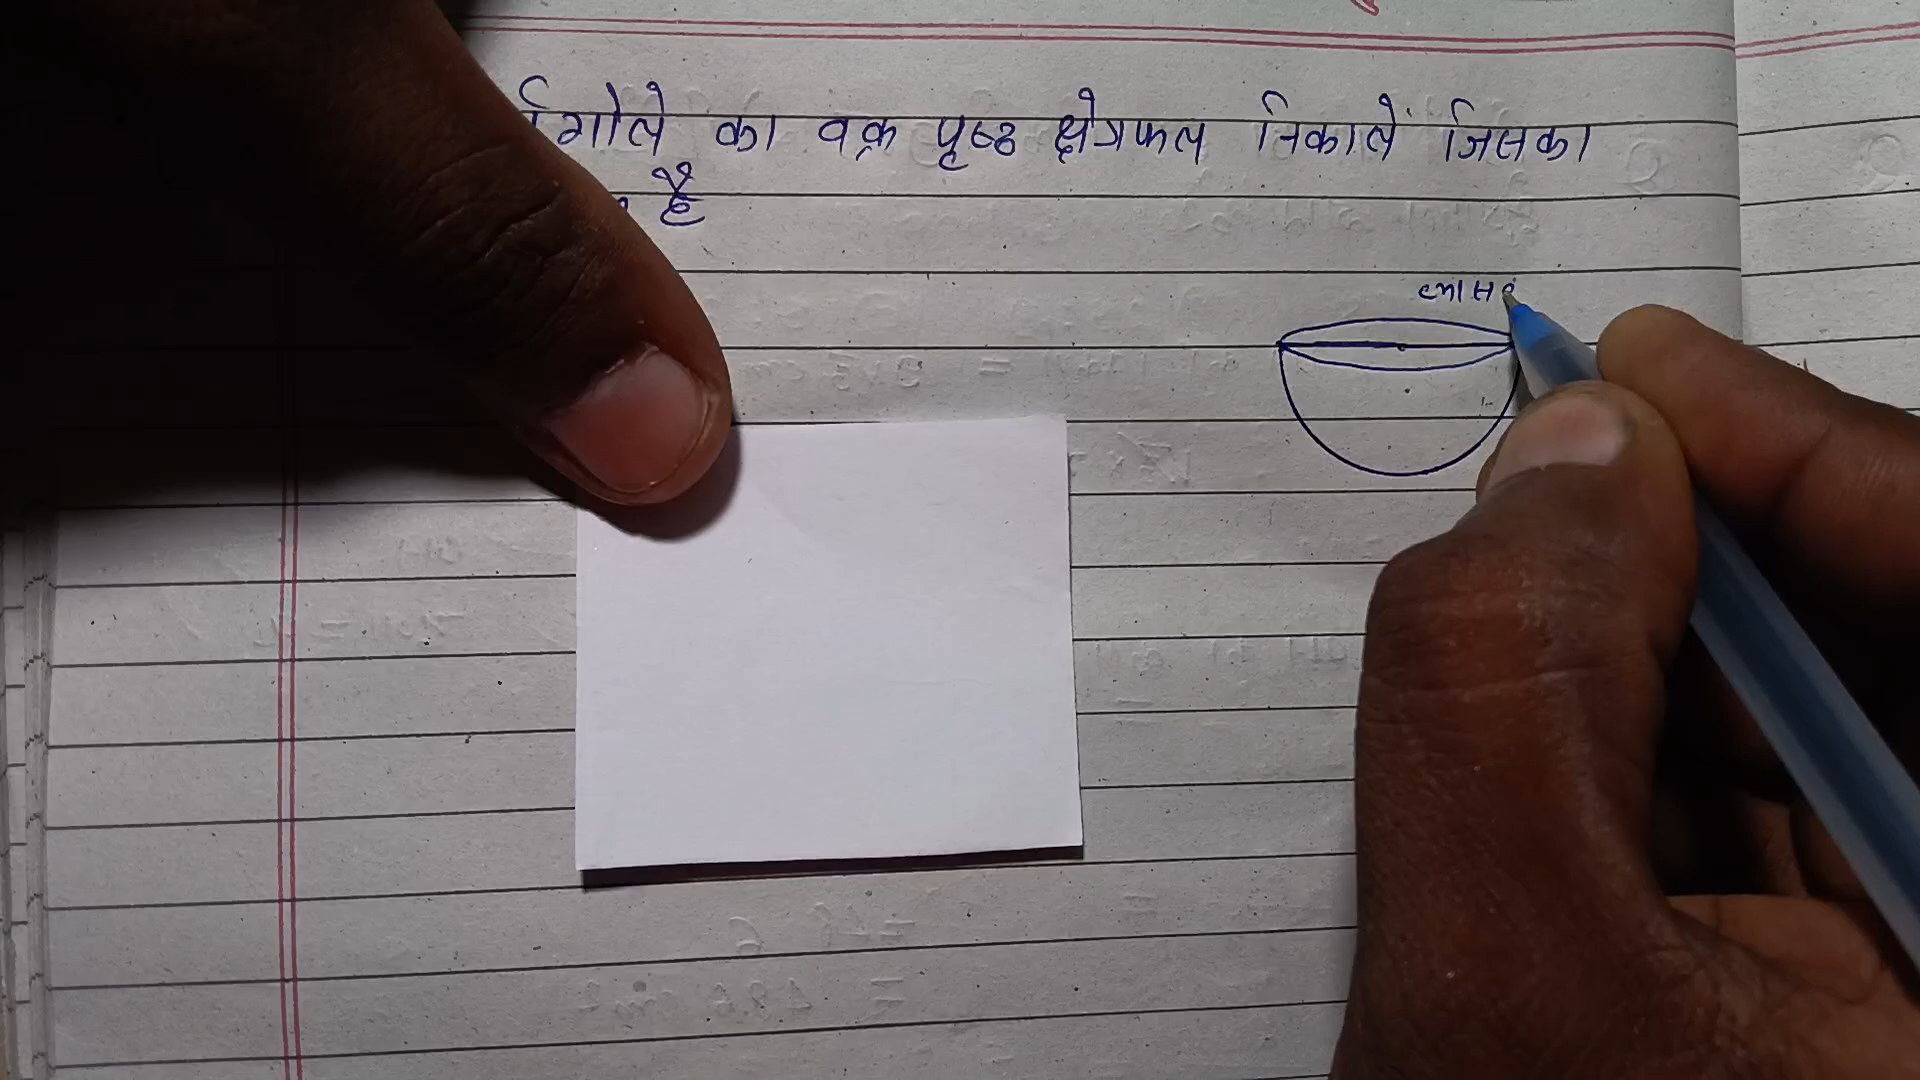 गोले का वक्र पृष्ठ क्षेत्रफल निकालें जिसका
है
व्यास